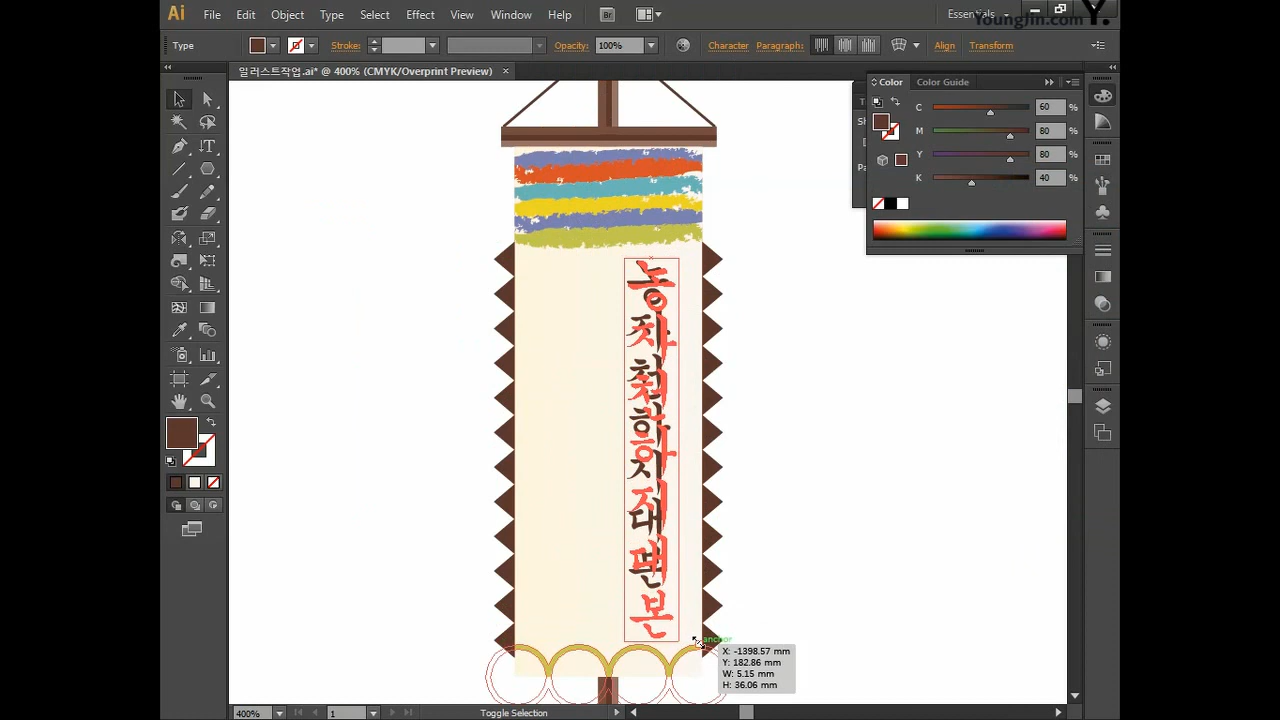 Ai File Edit Object Type Select Effect View Window Help Br Essentials
YoungJin.com Y.
Type Stroke: Opacity: 100% Character Paragraph: Align Transform
일러스트작업.ai* @ 400% (CMYK/Overprint Preview)
Color Color Guide
C 60 %
M 80 %
Y 80 %
K 40 %
농자천하지대본
anchor
X: -1398.57 mm
Y: 182.86 mm
W: 5.15 mm
H: 36.06 mm
400% 1 Toggle Selection